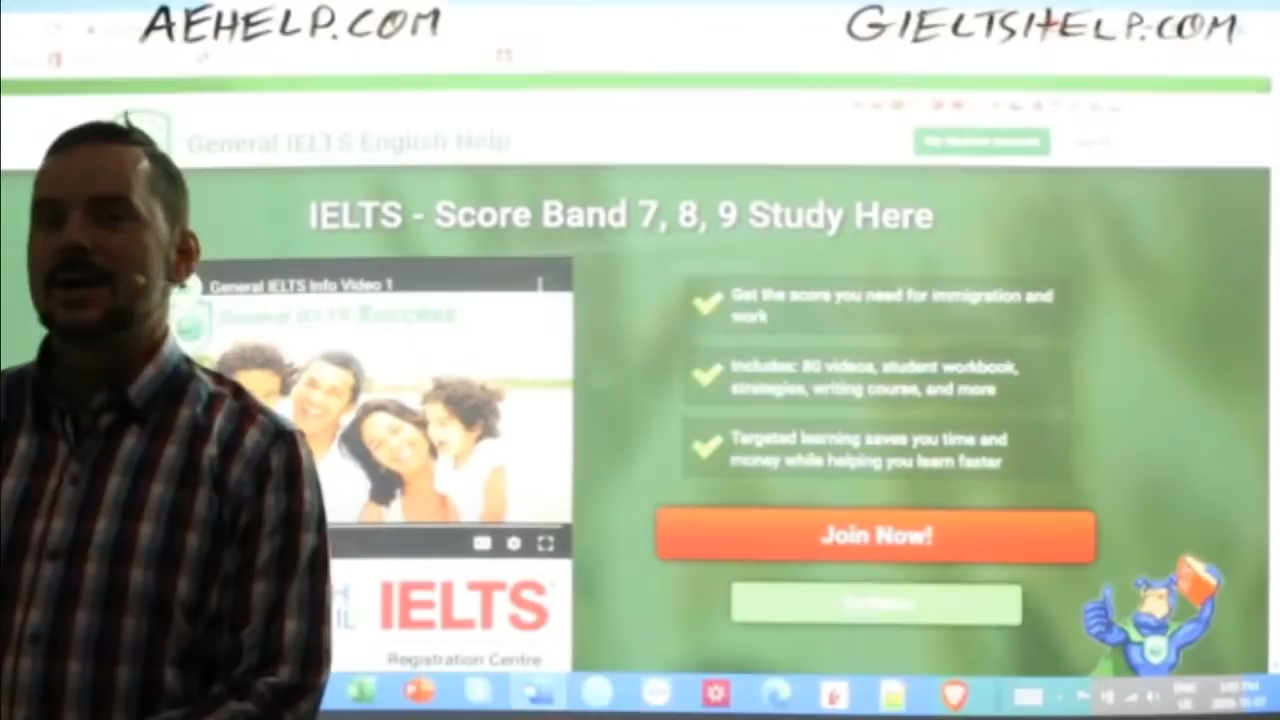 AEHELP.COM
GIELTSHELP.COM
General IELTS English Help
IELTS - Score Band 7, 8, 9 Study Here
General IELTS Info Video 1
General IELTS Success
Get the score you need for immigration and
work
Includes: 80 videos, student workbook,
strategies, writing course, and more
Targeted learning saves you time and
money while helping you learn faster
Join Now!
IELTS
Registration Centre